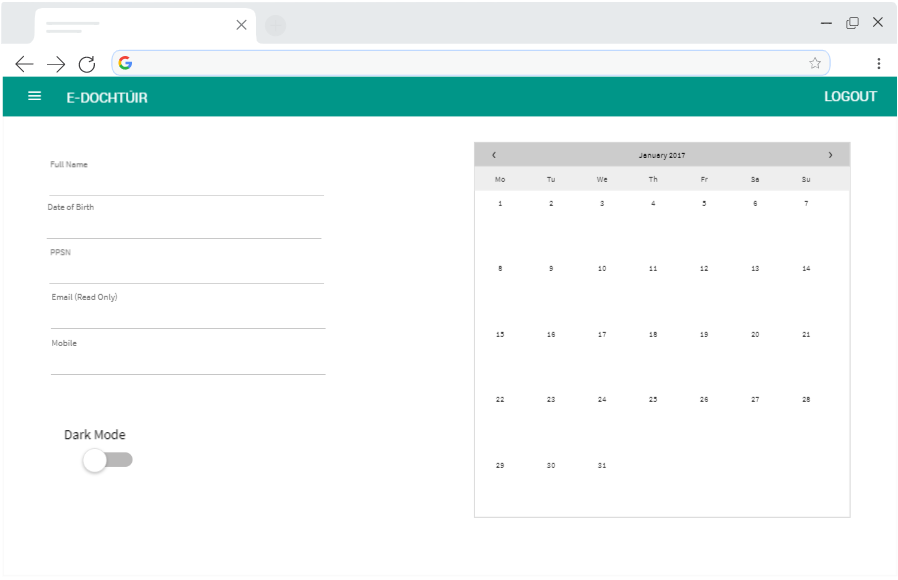 E-DOCHTÚIR LOGOUT
Full Name
Date of Birth
PPSN
Email (Read Only)
Mobile
Dark Mode
January 2017
Mo Tu We Th Fr Sa Su
1 2 3 4 5 6 7
8 9 10 11 12 13 14
15 16 17 18 19 20 21
22 23 24 25 26 27 28
29 30 31